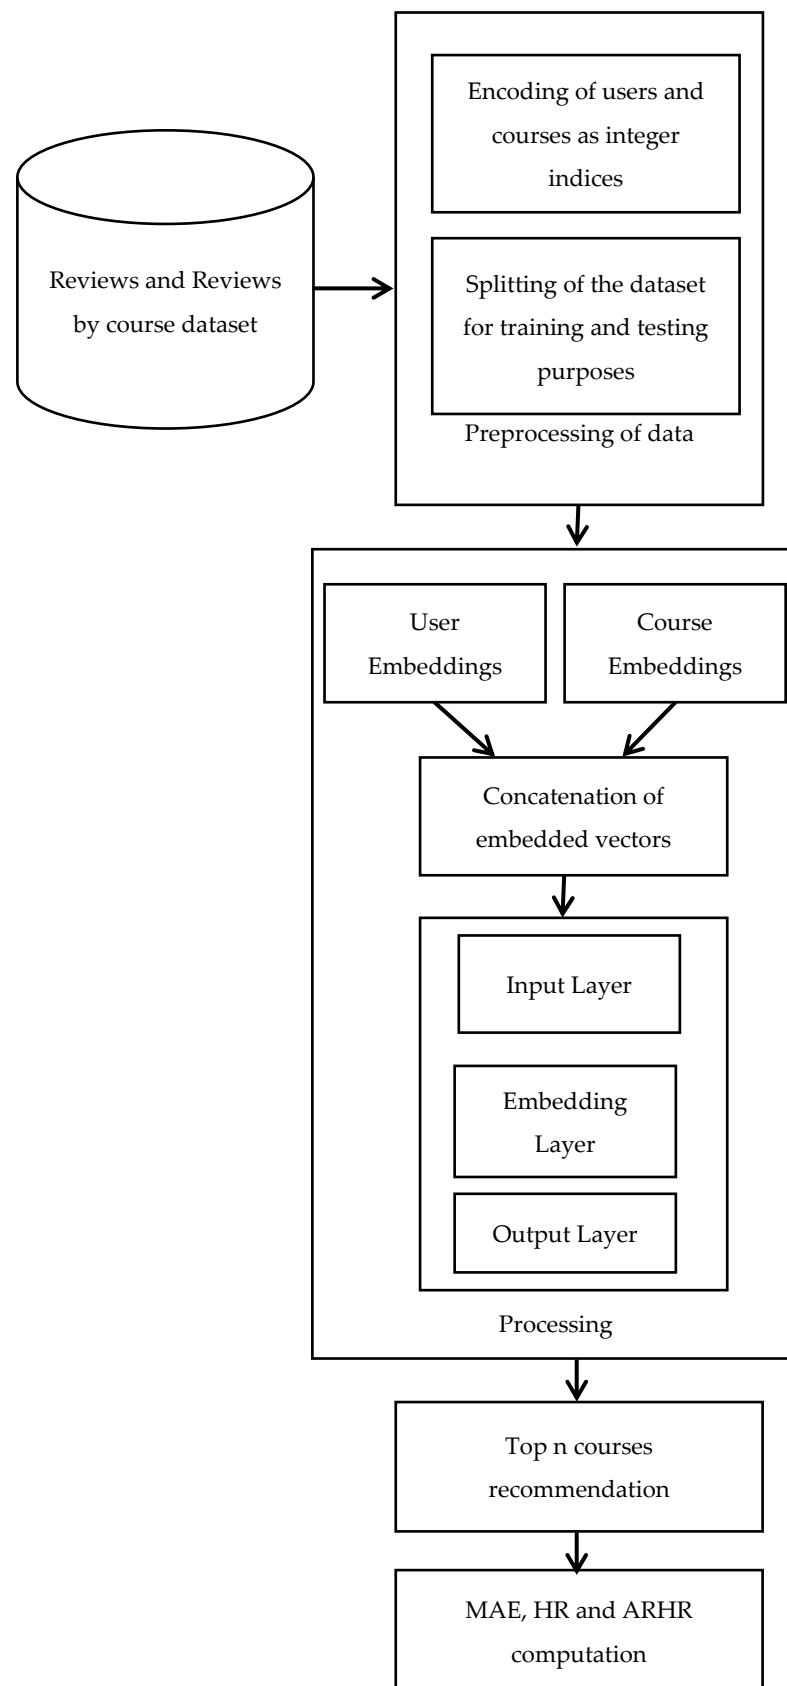 Encoding of users and
courses as integer
indices
Reviews and Reviews
by course dataset
Splitting of the dataset
for training and testing
purposes
Preprocessing of data
User
Embeddings
Course
Embeddings
Concatenation of
embedded vectors
Input Layer
Embedding
Layer
Output Layer
Processing
Top n courses
recommendation
MAE, HR and ARHR
computation